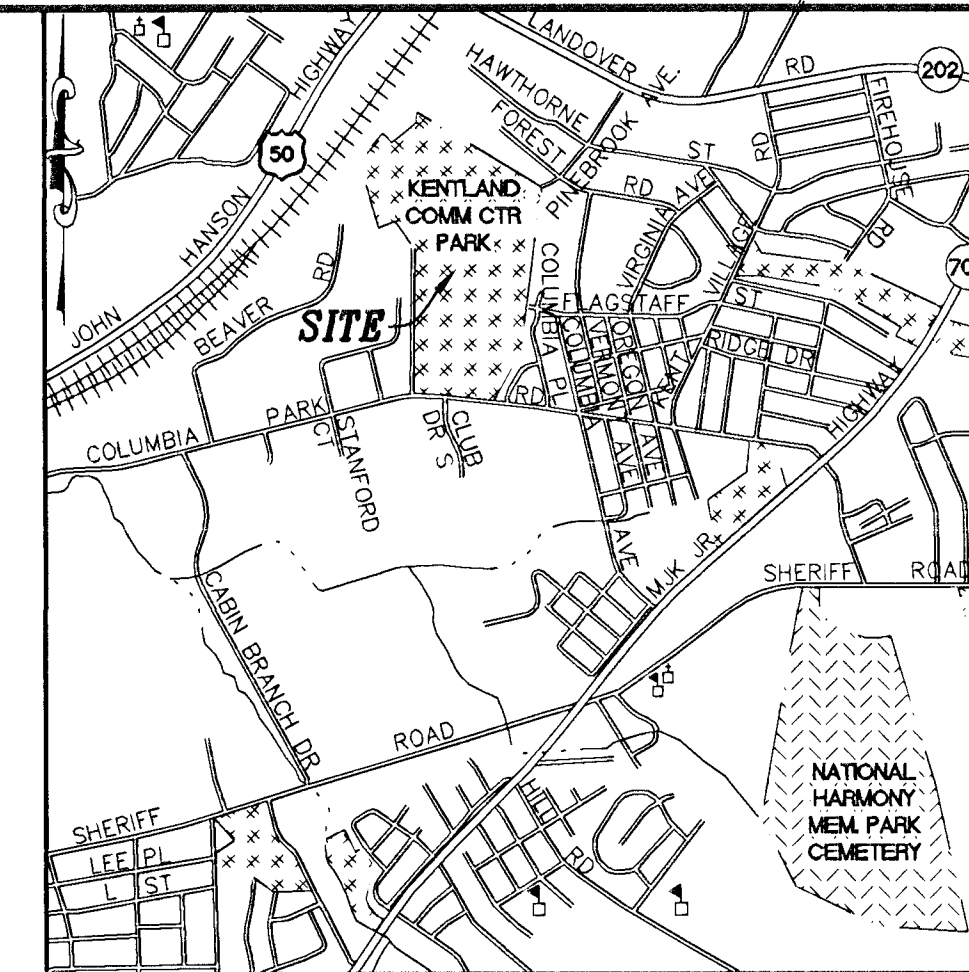 LANDOVER
RD
202
HIGHWAY
50
HANSON
JOHN
HAWTHORNE
AVE.
FOREST
PINEBROOK
ST
RD
RD
FIREHOUSE
RD
VIRGINIA AVE
VILLAGE
KENTLAND
COMM CTR
PARK
SITE
BEAVER
RD
COLUMBIA
PL
FLAGSTAFF
ST
COLUMBIA
VERMON
OREGON
KENT
RIDGE DR
AVE
AVE
AVE
70
HIGHWAY
COLUMBIA
PARK
RD
CT
STANFORD
DR S
CLUB
MJK
JR
SHERIFF
ROAD
CABIN BRANCH DR
ROAD
SHERIFF
LEE PL
L ST
HILL
RD
NATIONAL
HARMONY
MEM. PARK
CEMETERY